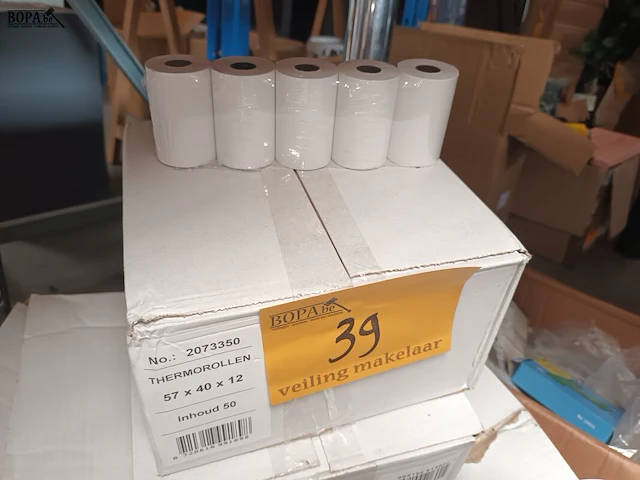 BOPA.be
BOPA.be
39
veiling makelaar
No.: 2073350
THERMOROLLEN
57 x 40 x 12
Inhoud 50